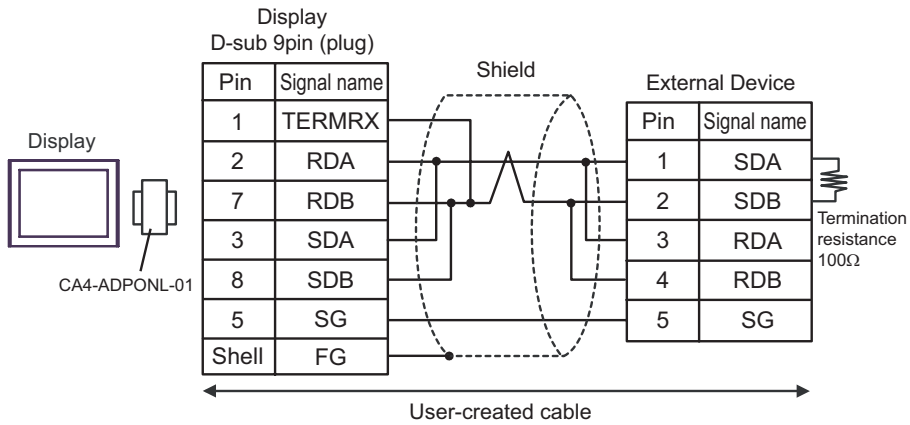 Display
D-sub 9pin (plug)
Pin Signal name
1 TERMRX
2 RDA
7 RDB
3 SDA
8 SDB
5 SG
Shell FG
Shield
External Device
Pin Signal name
1 SDA
2 SDB
3 RDA
4 RDB
5 SG
Termination
resistance
100Ω
Display
CA4-ADPONL-01
User-created cable